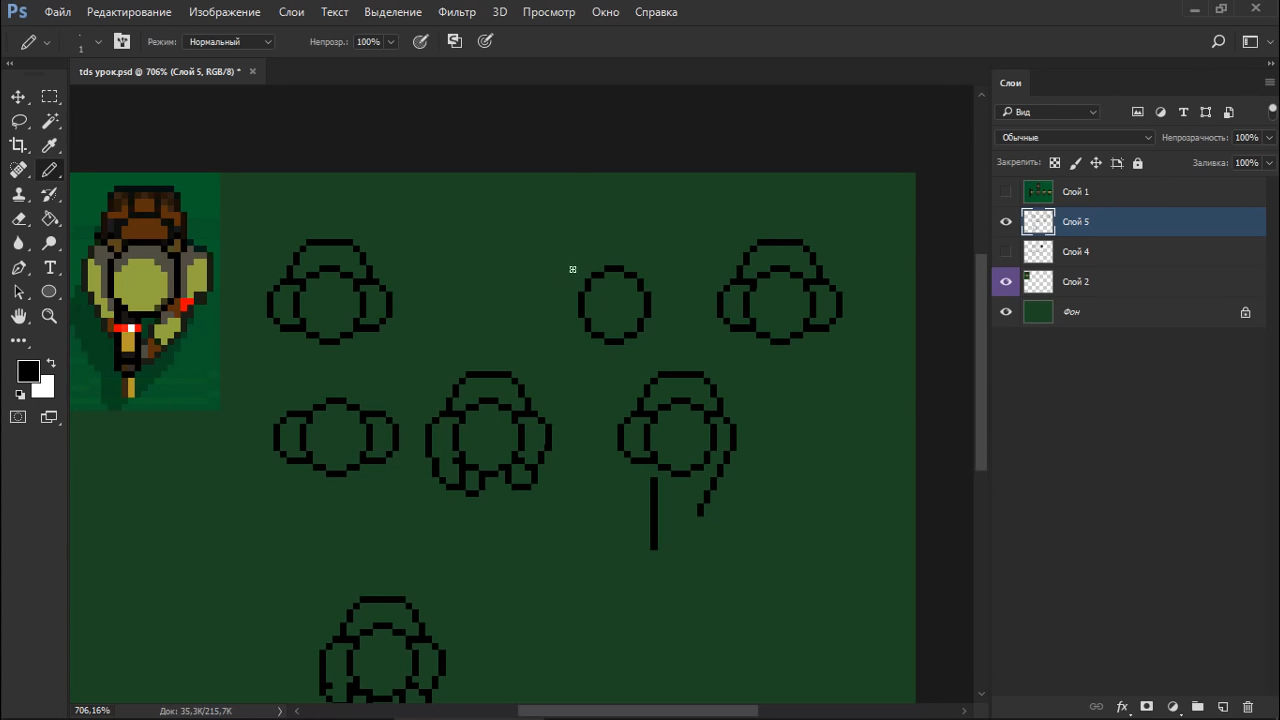 Ps Файл Редактирование Изображение Слои Текст Выделение Фильтр 3D Просмотр Окно Справка
1 Режим: Нормальный Непрозр.: 100%
tds урок.psd @ 706% (Слой 5, RGB/8) *
Слои
Вид
Обычные Непрозрачность: 100%
Закрепить: Заливка: 100%
Слой 1
Слой 5
Слой 4
Слой 2
Фон
706,16% Док: 35,3K/215,7K